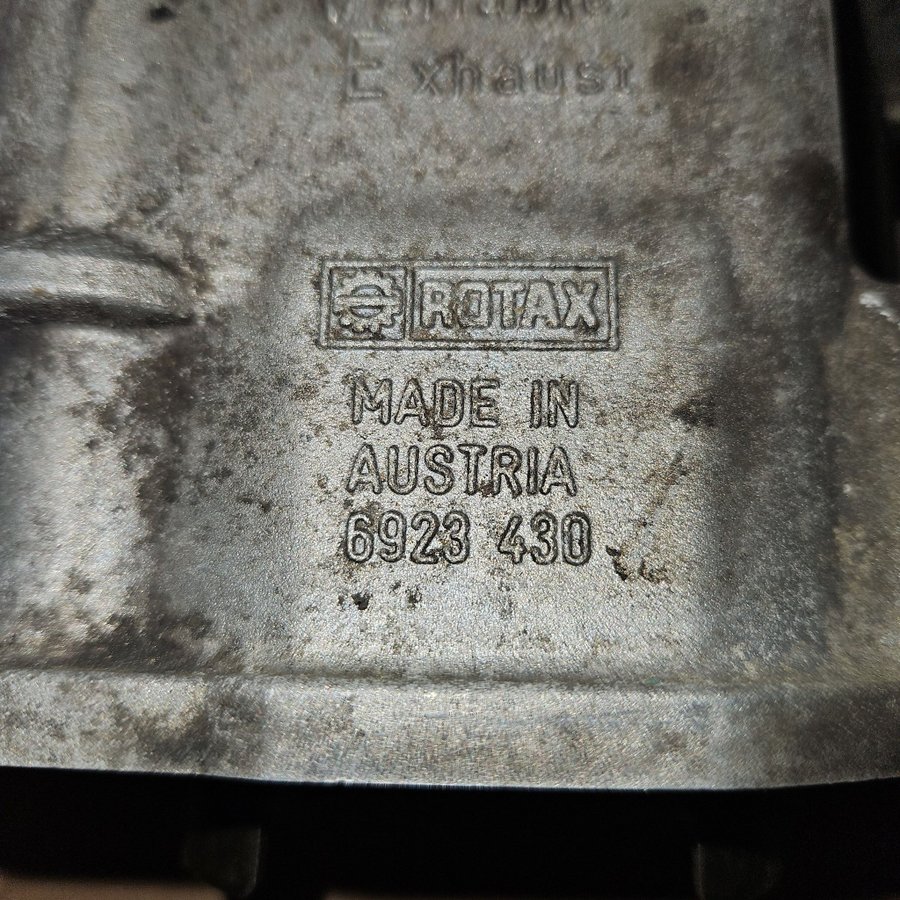 Exhaust
ROTAX
MADE IN
AUSTRIA
6923 430